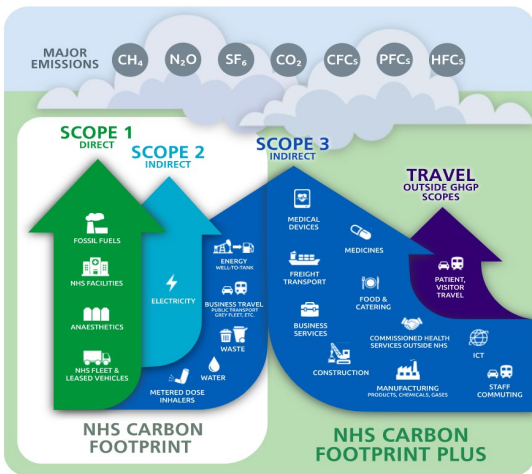 MAJOR
EMISSIONS
CH₄
N₂O
SF₆
CO₂
CFCs
PFCs
HFCs
SCOPE 1
DIRECT
SCOPE 2
INDIRECT
SCOPE 3
INDIRECT
TRAVEL
OUTSIDE GHGP
SCOPES
FOSSIL FUELS
NHS FACILITIES
ANAESTHETICS
NHS FLEET &
LEASED VEHICLES
ELECTRICITY
ENERGY
WELL-TO-TANK
BUSINESS TRAVEL
PUBLIC TRANSPORT
GREY FLEET, ETC.
WASTE
WATER
METERED DOSE
INHALERS
MEDICAL
DEVICES
MEDICINES
FREIGHT
TRANSPORT
FOOD &
CATERING
BUSINESS
SERVICES
COMMISSIONED HEALTH
SERVICES OUTSIDE NHS
CONSTRUCTION
MANUFACTURING
PRODUCTS, CHEMICALS, GASES
PATIENT,
VISITOR
TRAVEL
ICT
STAFF
COMMUTING
NHS CARBON
FOOTPRINT
NHS CARBON
FOOTPRINT PLUS